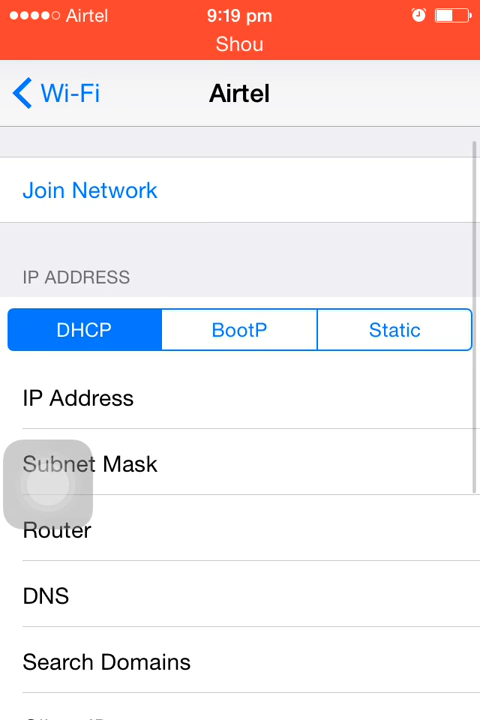 Airtel 9:19 pm
Shou
Wi-Fi Airtel
Join Network
IP ADDRESS
DHCP BootP Static
IP Address
Subnet Mask
Router
DNS
Search Domains